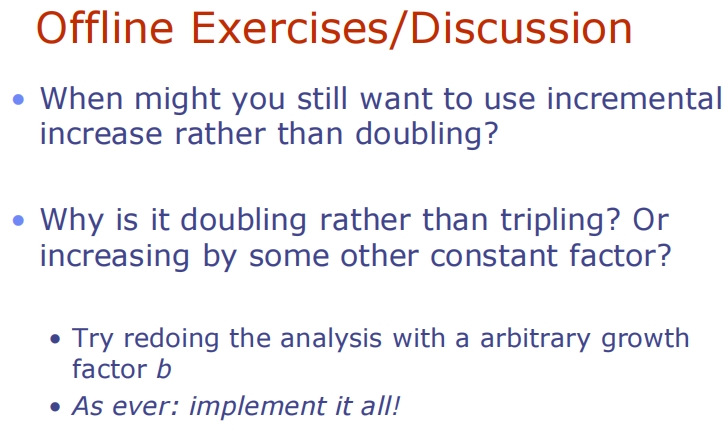 Offline Exercises/Discussion
• When might you still want to use incremental
increase rather than doubling?
• Why is it doubling rather than tripling? Or
increasing by some other constant factor?
• Try redoing the analysis with a arbitrary growth
factor b
• As ever: implement it all!